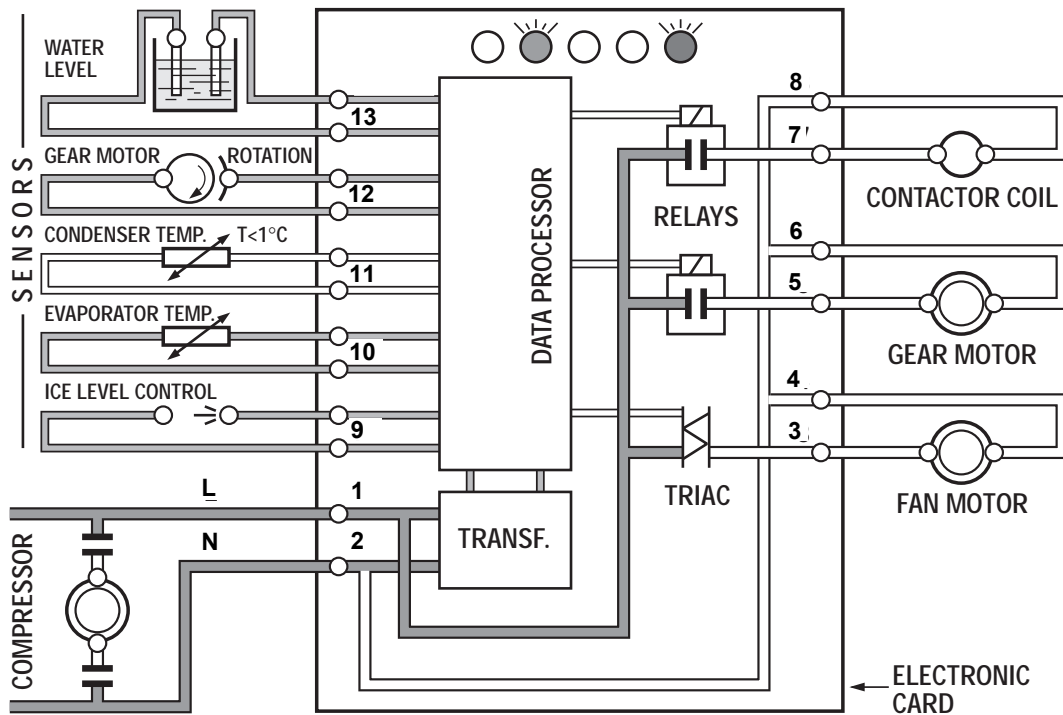 WATER
LEVEL
13
GEAR MOTOR ROTATION
12
CONDENSER TEMP. T<1°C
11
EVAPORATOR TEMP.
10
ICE LEVEL CONTROL
9
SENSORS
L
1
N
2
COMPRESSOR
DATA PROCESSOR
TRANSF.
RELAYS
TRIAC
8
7
CONTACTOR COIL
6
5
GEAR MOTOR
4
3
FAN MOTOR
ELECTRONIC
CARD